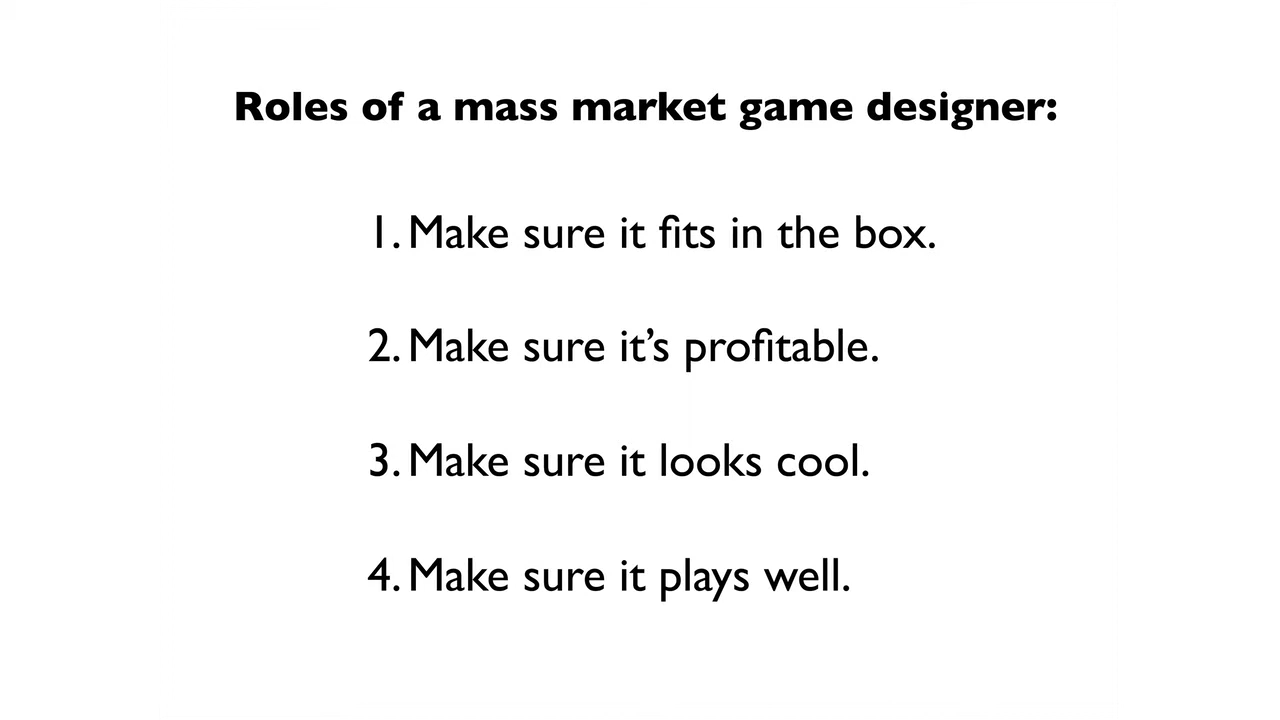 Roles of a mass market game designer:
1. Make sure it fits in the box.
2. Make sure it’s profitable.
3. Make sure it looks cool.
4. Make sure it plays well.